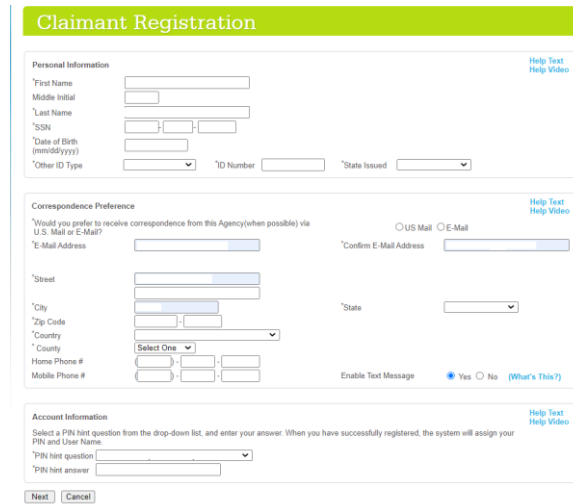 Claimant Registration
Personal Information
Help Text
Help Video
*First Name
Middle Initial
*Last Name
*SSN - -
*Date of Birth
(mm/dd/yyyy)
*Other ID Type *ID Number *State Issued
Correspondence Preference
Help Text
Help Video
*Would you prefer to receive correspondence from this Agency(when possible) via
U.S. Mail or E-Mail?
US Mail E-Mail
*E-Mail Address *Confirm E-Mail Address
*Street
*City *State
*Zip Code -
*Country
* County Select One
Home Phone # ( ) - -
Mobile Phone # ( ) - - Enable Text Message Yes No (What's This?)
Account Information
Help Text
Help Video
Select a PIN hint question from the drop-down list, and enter your answer. When you have successfully registered, the system will assign your
PIN and User Name.
*PIN hint question
*PIN hint answer
Next Cancel